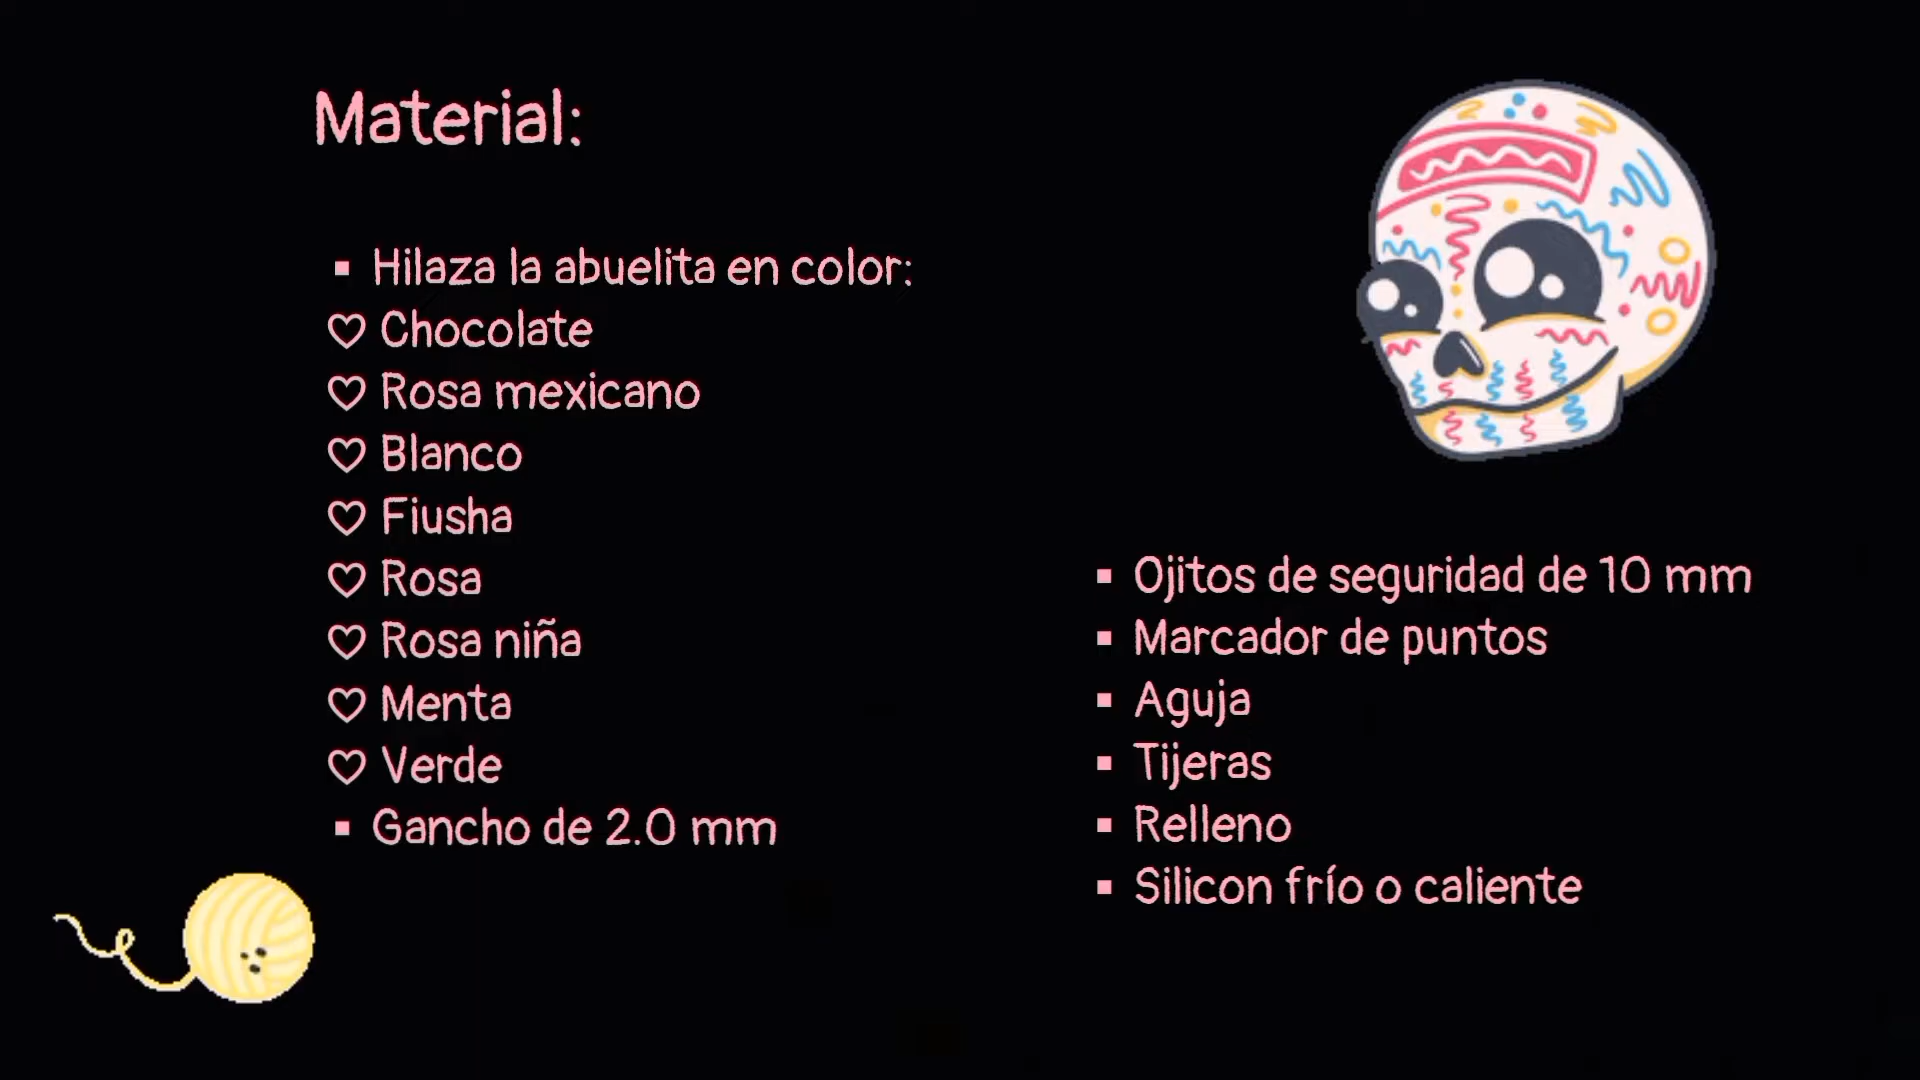 Material:
▪ Hilaza la abuelita en color:
♡ Chocolate
♡ Rosa mexicano
♡ Blanco
♡ Fiusha
♡ Rosa
♡ Rosa niña
♡ Menta
♡ Verde
▪ Gancho de 2.0 mm
▪ Ojitos de seguridad de 10 mm
▪ Marcador de puntos
▪ Aguja
▪ Tijeras
▪ Relleno
▪ Silicon frío o caliente